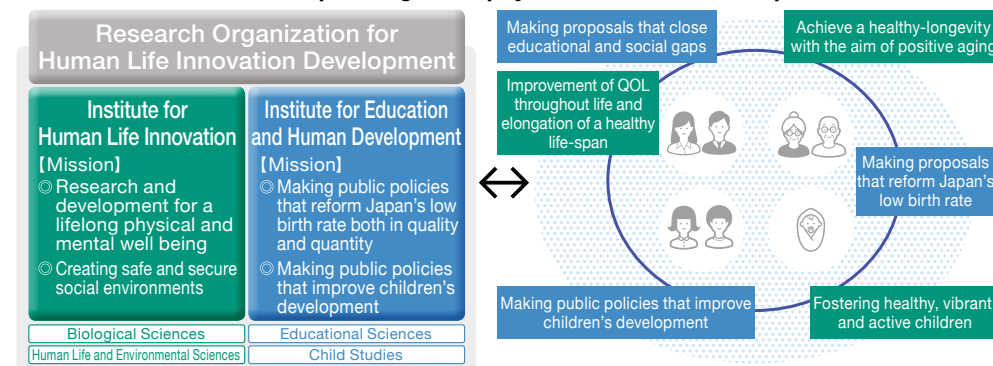 Research Organization for
Human Life Innovation Development
Institute for
Human Life Innovation
【Mission】
◎ Research and
development for a
lifelong physical and
mental well being
◎ Creating safe and secure
social environments
Institute for Education
and Human Development
【Mission】
◎ Making public policies
that reform Japan's low
birth rate both in quality
and quantity
◎ Making public policies
that improve children's
development
Biological Sciences
Educational Sciences
Human Life and Environmental Sciences
Child Studies
Making proposals that close
educational and social gaps
Achieve a healthy-longevity
with the aim of positive aging
Improvement of QOL
throughout life and
elongation of a healthy
life-span
Making proposals
that reform Japan's
low birth rate
Making public policies that improve
children's development
Fostering healthy, vibrant
and active children